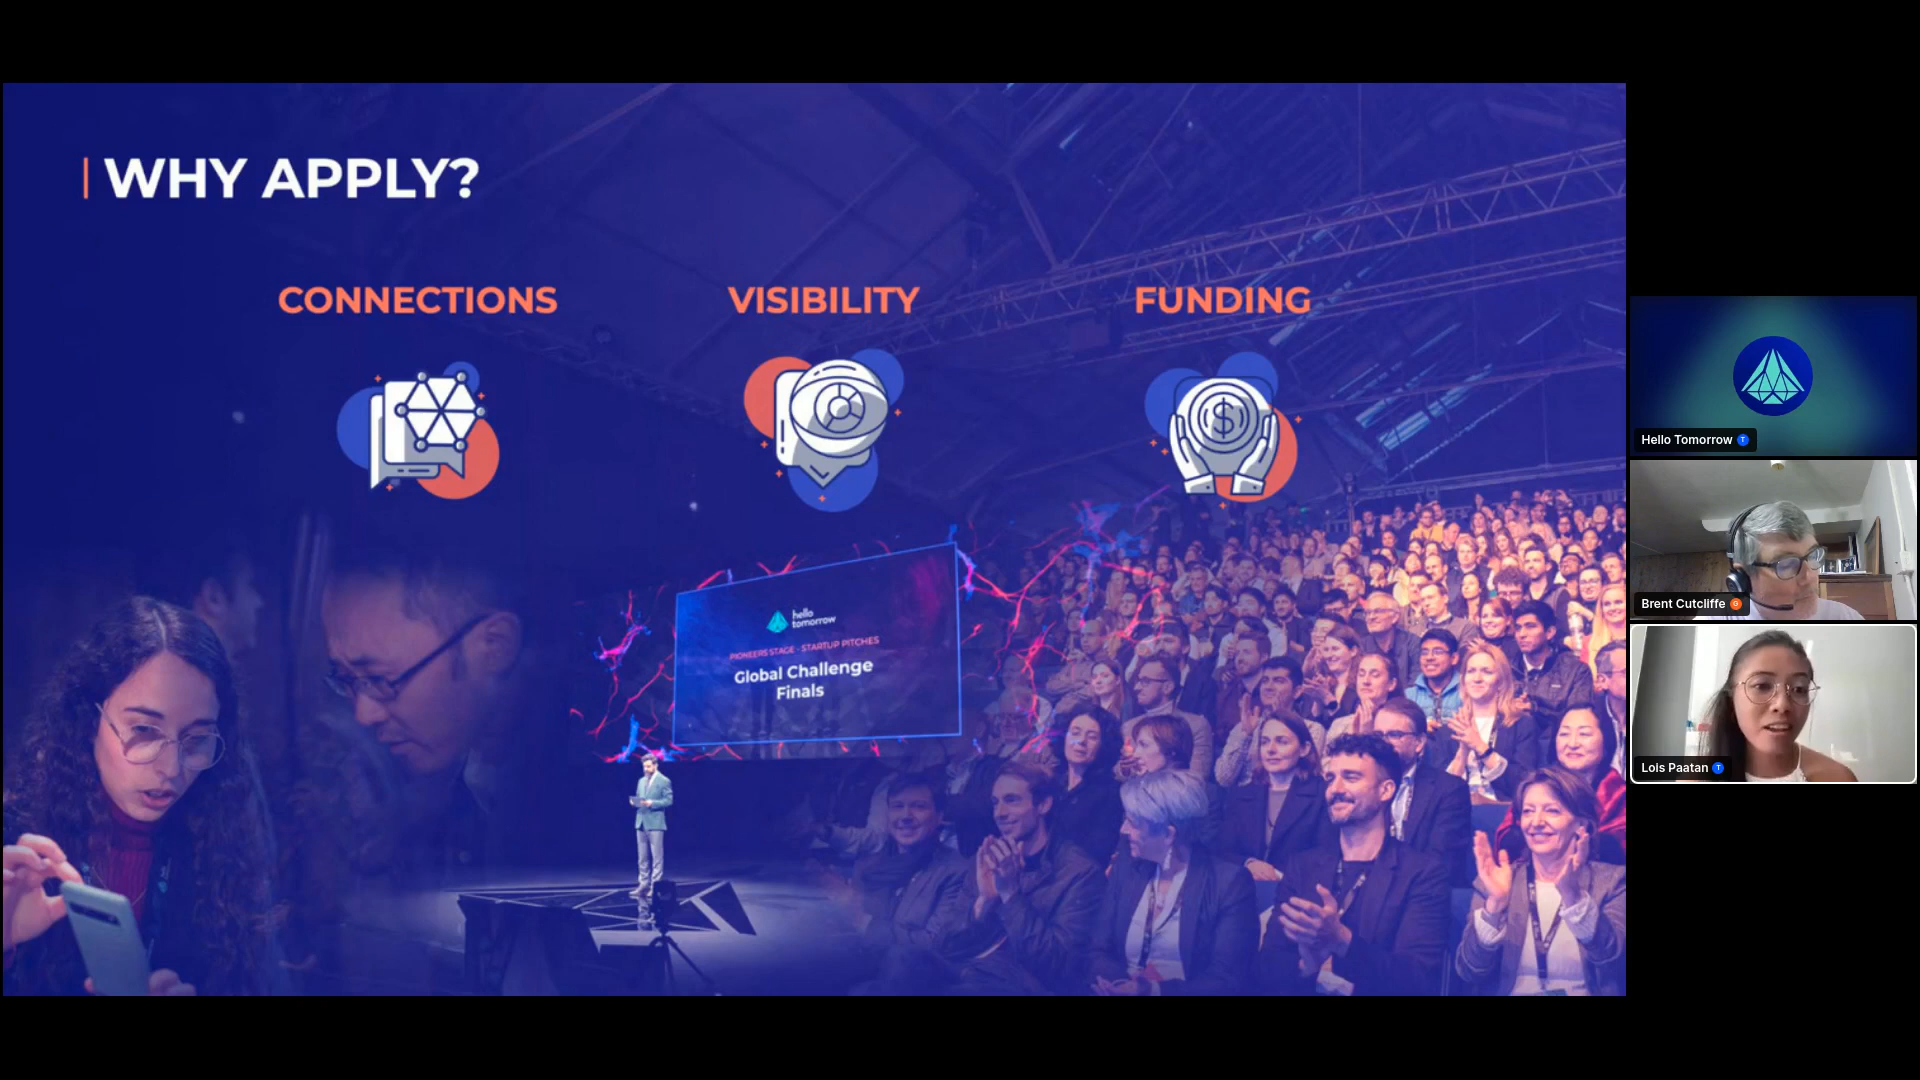 WHY APPLY?
CONNECTIONS
VISIBILITY
FUNDING
hello
tomorrow
PIONEERS STAGE - STARTUP PITCHES
Global Challenge
Finals
Hello Tomorrow T
Brent Cutcliffe
Lois Paatan T